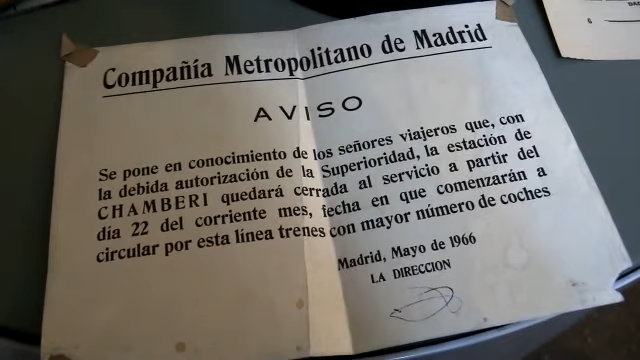 Compañía Metropolitano de Madrid
AVISO
Se pone en conocimiento de los señores viajeros que, con
la debida autorización de la Superioridad, la estación de
CHAMBERI quedará cerrada al servicio a partir del
día 22 del corriente mes, fecha en que comenzarán a
circular por esta línea trenes con mayor número de coches
Madrid, Mayo de 1966
LA DIRECCION